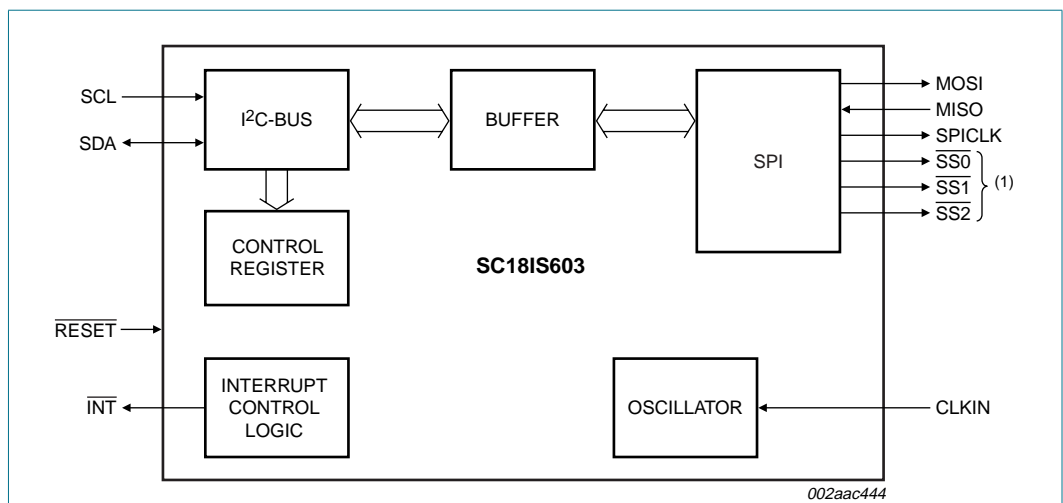 SCL
SDA
I²C-BUS
BUFFER
SPI
MOSI
MISO
SPICLK
SS0
SS1
SS2
(1)
CONTROL
REGISTER
SC18IS603
RESET
INT
INTERRUPT
CONTROL
LOGIC
OSCILLATOR
CLKIN
002aac444